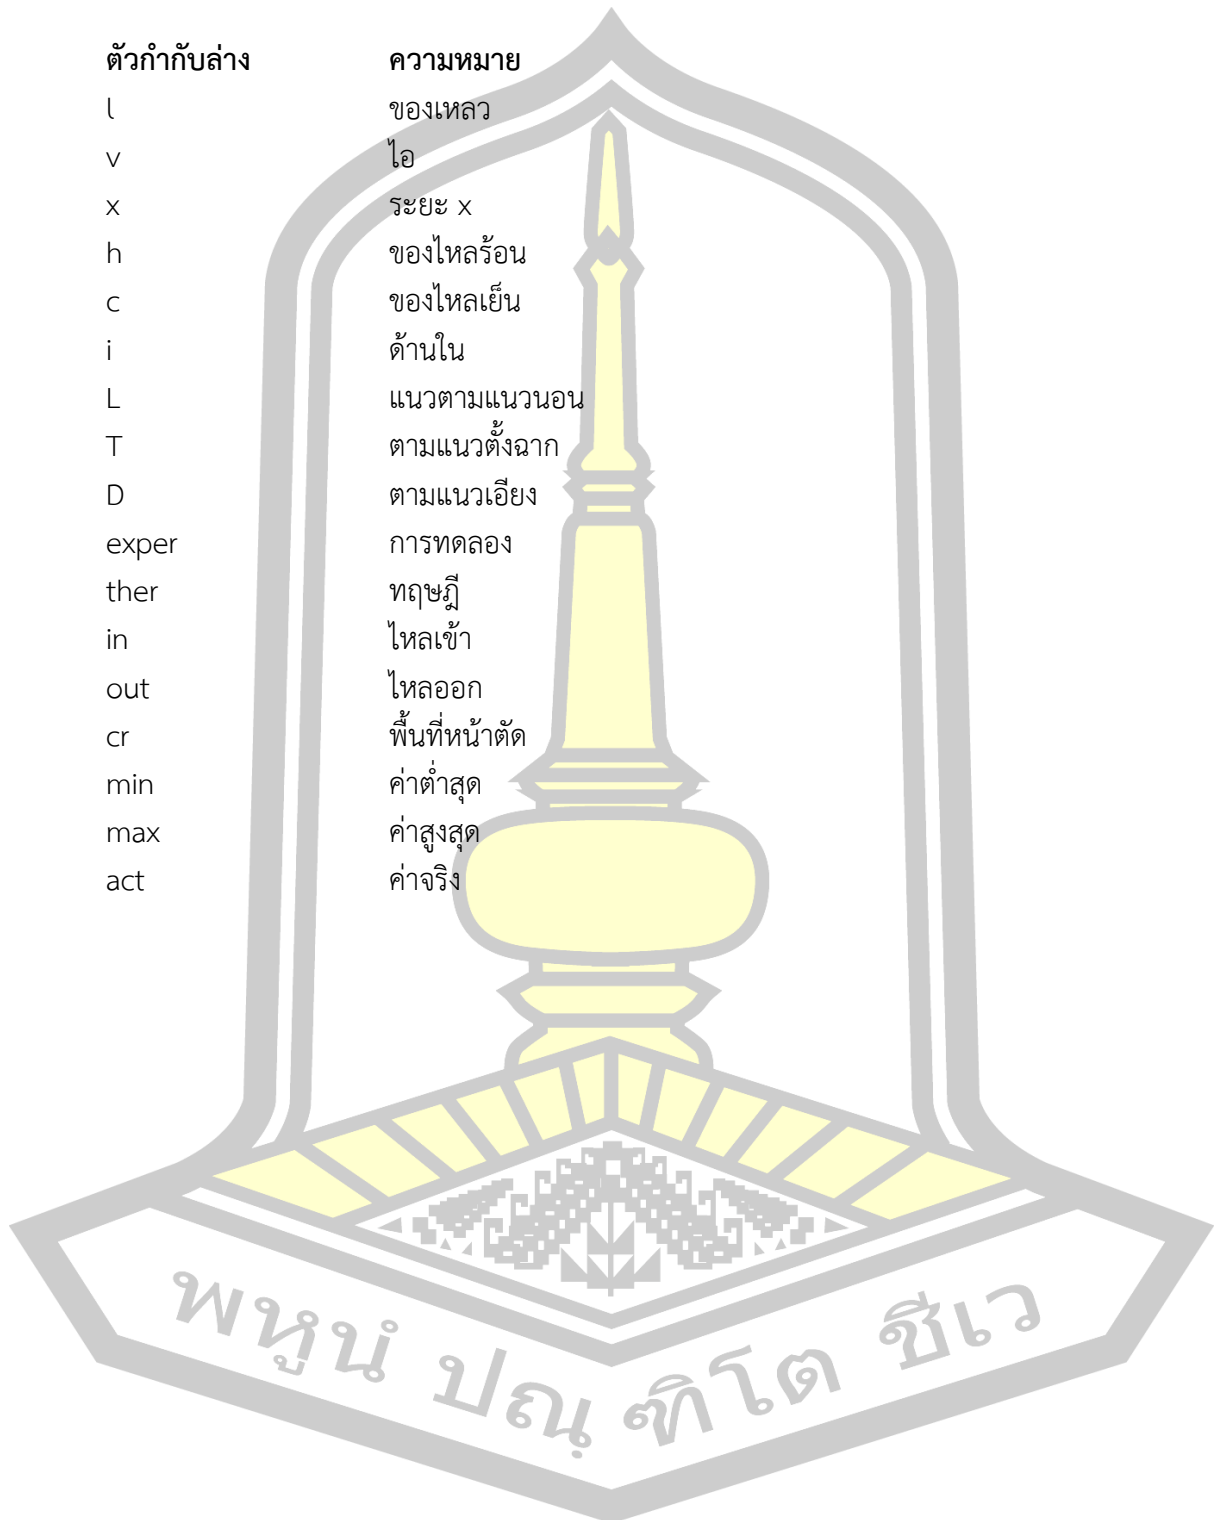 ตัวกำกับล่าง ความหมาย
l ของเหลว
v ไอ
x ระยะ x
h ของไหลร้อน
c ของไหลเย็น
i ด้านใน
L แนวตามแนวนอน
T ตามแนวตั้งฉาก
D ตามแนวเอียง
exper การทดลอง
ther ทฤษฎี
in ไหลเข้า
out ไหลออก
cr พื้นที่หน้าตัด
min ค่าต่ำสุด
max ค่าสูงสุด
act ค่าจริง
พหูนํ ปณฺ ฑิโต ชีเว